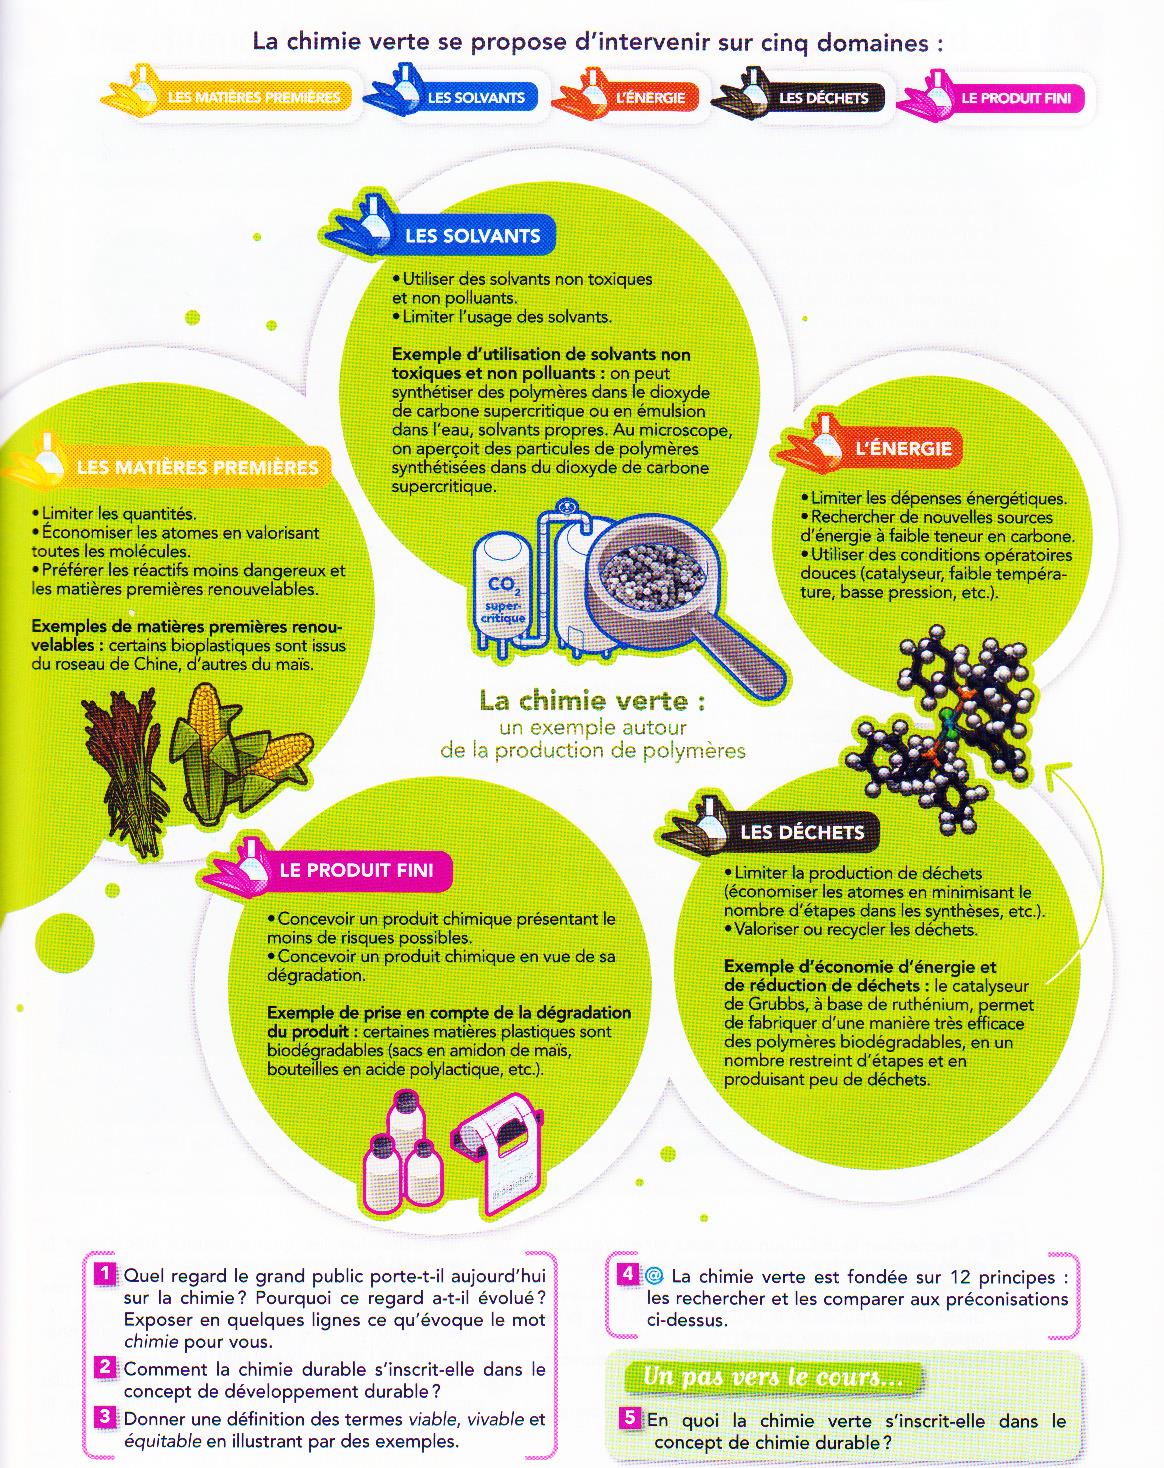 La chimie verte se propose d'intervenir sur cinq domaines :
LES MATIÈRES PREMIÈRES
LES SOLVANTS
L'ÉNERGIE
LES DÉCHETS
LE PRODUIT FINI
LES SOLVANTS
• Utiliser des solvants non toxiques
et non polluants.
• Limiter l'usage des solvants.
Exemple d'utilisation de solvants non
toxiques et non polluants : on peut
synthétiser des polymères dans le dioxyde
de carbone supercritique ou en émulsion
dans l'eau, solvants propres. Au microscope,
on aperçoit des particules de polymères
synthétisées dans du dioxyde de carbone
supercritique.
CO2
super-
critique
LES MATIÈRES PREMIÈRES
• Limiter les quantités.
• Économiser les atomes en valorisant
toutes les molécules.
• Préférer les réactifs moins dangereux et
les matières premières renouvelables.
Exemples de matières premières renou-
velables : certains bioplastiques sont issus
du roseau de Chine, d'autres du maïs.
L'ÉNERGIE
• Limiter les dépenses énergétiques.
• Rechercher de nouvelles sources
d'énergie à faible teneur en carbone.
• Utiliser des conditions opératoires
douces (catalyseur, faible tempéra-
ture, basse pression, etc.).
La chimie verte :
un exemple autour
de la production de polymères
LE PRODUIT FINI
• Concevoir un produit chimique présentant le
moins de risques possibles.
• Concevoir un produit chimique en vue de sa
dégradation.
Exemple de prise en compte de la dégradation
du produit : certaines matières plastiques sont
biodégradables (sacs en amidon de maïs,
bouteilles en acide polylactique, etc.).
LES DÉCHETS
• Limiter la production de déchets
(économiser les atomes en minimisant le
nombre d'étapes dans les synthèses, etc.).
• Valoriser ou recycler les déchets.
Exemple d'économie d'énergie et
de réduction de déchets : le catalyseur
de Grubbs, à base de ruthénium, permet
de fabriquer d'une manière très efficace
des polymères biodégradables, en un
nombre restreint d'étapes et en
produisant peu de déchets.
1 Quel regard le grand public porte-t-il aujourd'hui
sur la chimie ? Pourquoi ce regard a-t-il évolué ?
Exposer en quelques lignes ce qu'évoque le mot
chimie pour vous.
2 Comment la chimie durable s'inscrit-elle dans le
concept de développement durable ?
3 Donner une définition des termes viable, vivable et
équitable en illustrant par des exemples.
4 @ La chimie verte est fondée sur 12 principes :
les rechercher et les comparer aux préconisations
ci-dessus.
Un pas vers le cours...
5 En quoi la chimie verte s'inscrit-elle dans le
concept de chimie durable ?